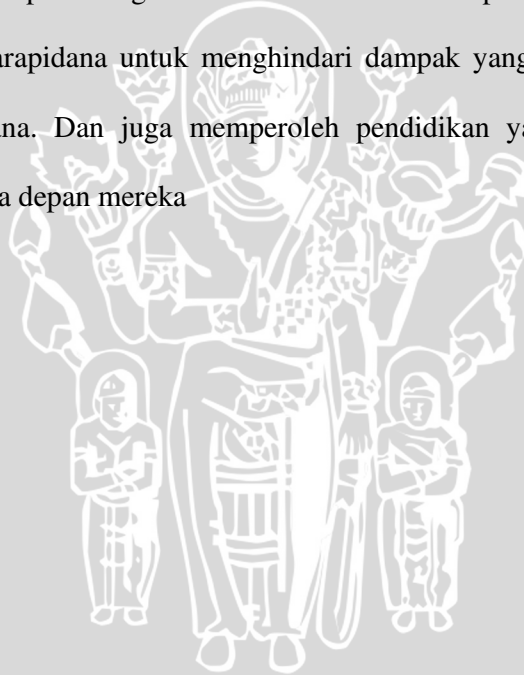 arapidana untuk menghindari dampak yang
ana. Dan juga memperoleh pendidikan ya
a depan mereka